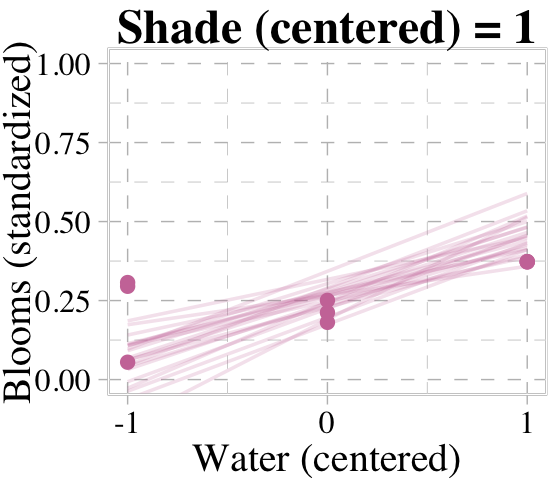 Shade (centered) = 1
Blooms (standardized)
1.00
0.75
0.50
0.25
0.00
-1 0 1
Water (centered)